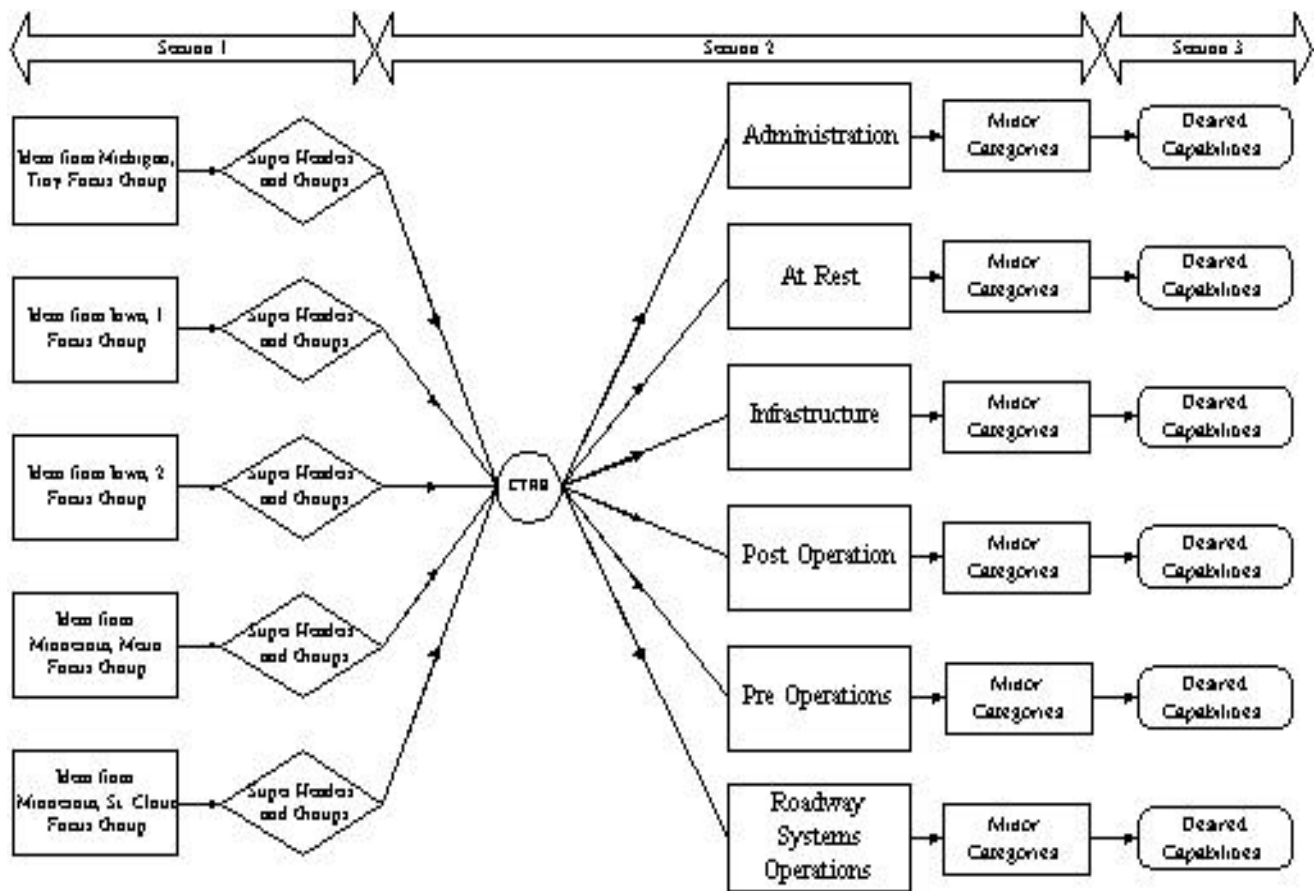 Section 1
Section 2
Section 3
Ideas from Michigan,
Troy Focus Group
Super Headers
and Groups
Administration
Minor
Categories
Desired
Capabilities
Ideas from Iowa, 1
Focus Group
Super Headers
and Groups
At Rest
Minor
Categories
Desired
Capabilities
Infrastructure
Minor
Categories
Desired
Capabilities
Ideas from Iowa, 2
Focus Group
Super Headers
and Groups
CTRE
Post Operation
Minor
Categories
Desired
Capabilities
Ideas from
Minnesota, Metro
Focus Group
Super Headers
and Groups
Pre Operations
Minor
Categories
Desired
Capabilities
Ideas from
Minnesota, St. Cloud
Focus Group
Super Headers
and Groups
Roadway
Systems
Operations
Minor
Categories
Desired
Capabilities